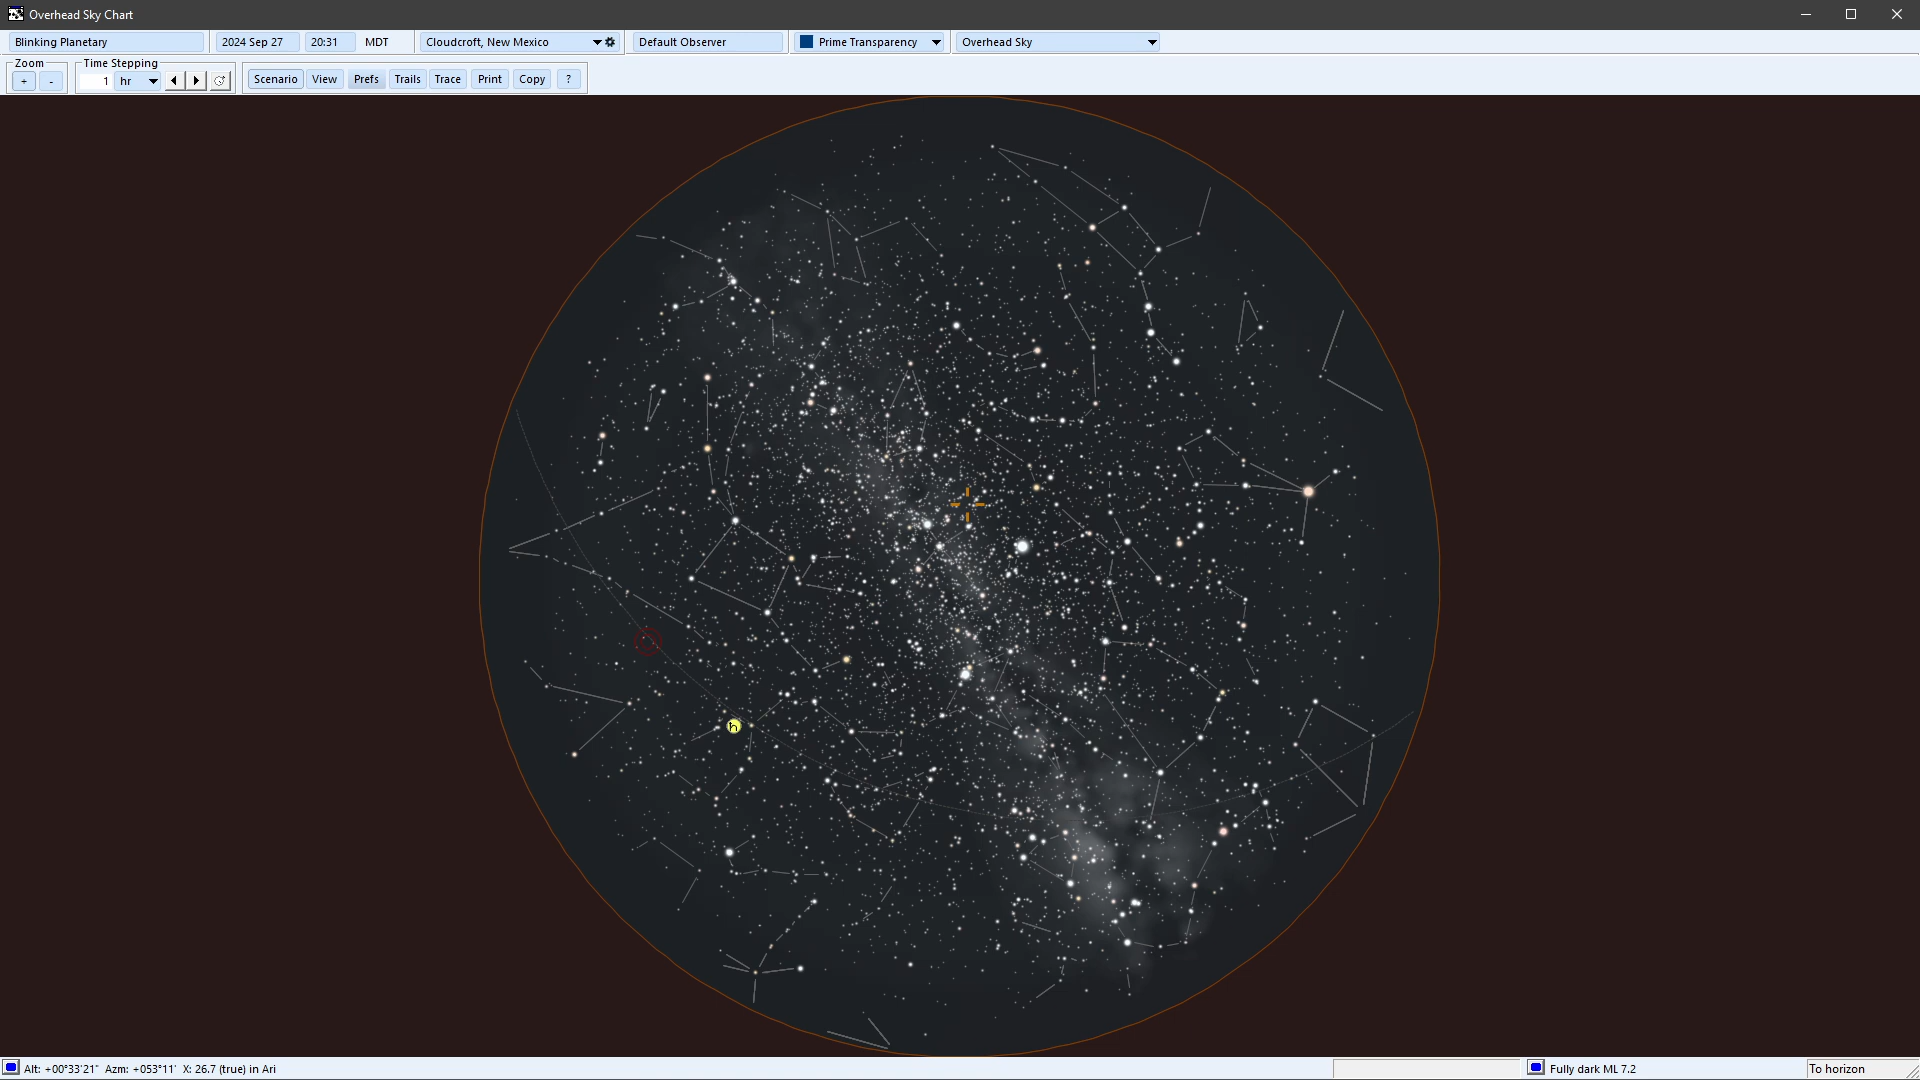 Overhead Sky Chart
Blinking Planetary 2024 Sep 27 20:31 MDT Cloudcroft, New Mexico Default Observer Prime Transparency Overhead Sky
Zoom Time Stepping
+ - 1 hr Scenario View Prefs Trails Trace Print Copy ?
♄
Alt: +00°33'21" Azm: +053°11' X: 26.7 (true) in Ari Fully dark ML 7.2 To horizon